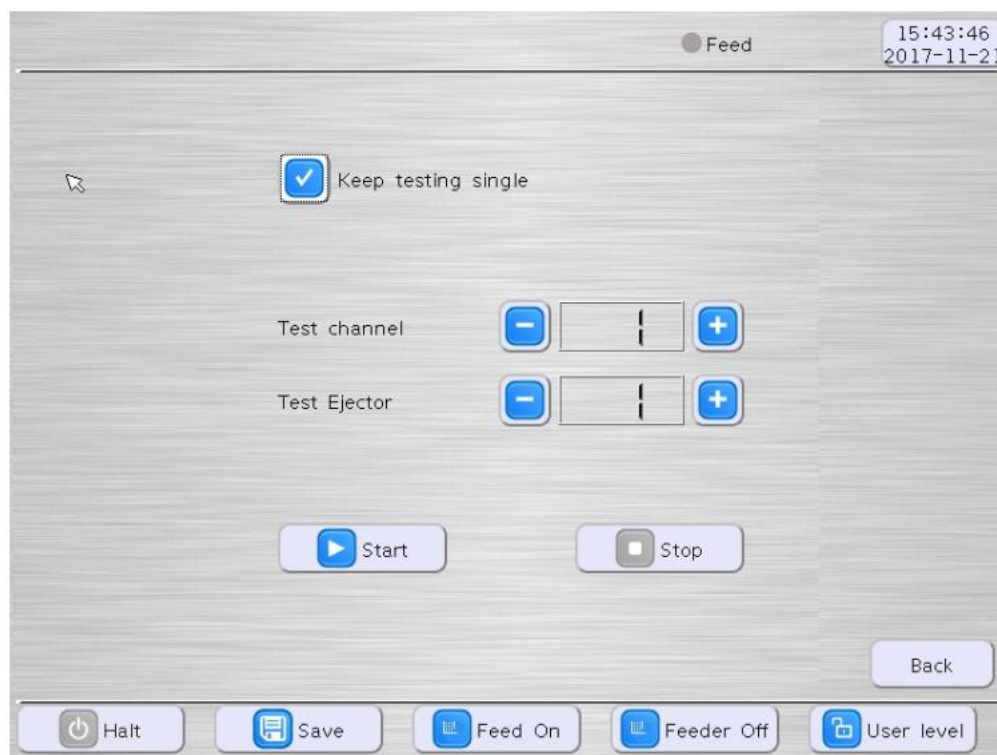 Feed
15:43:46
2017-11-21
Keep testing single
Test channel 1
Test Ejector 1
Start Stop
Back
Halt Save Feed On Feeder Off User level